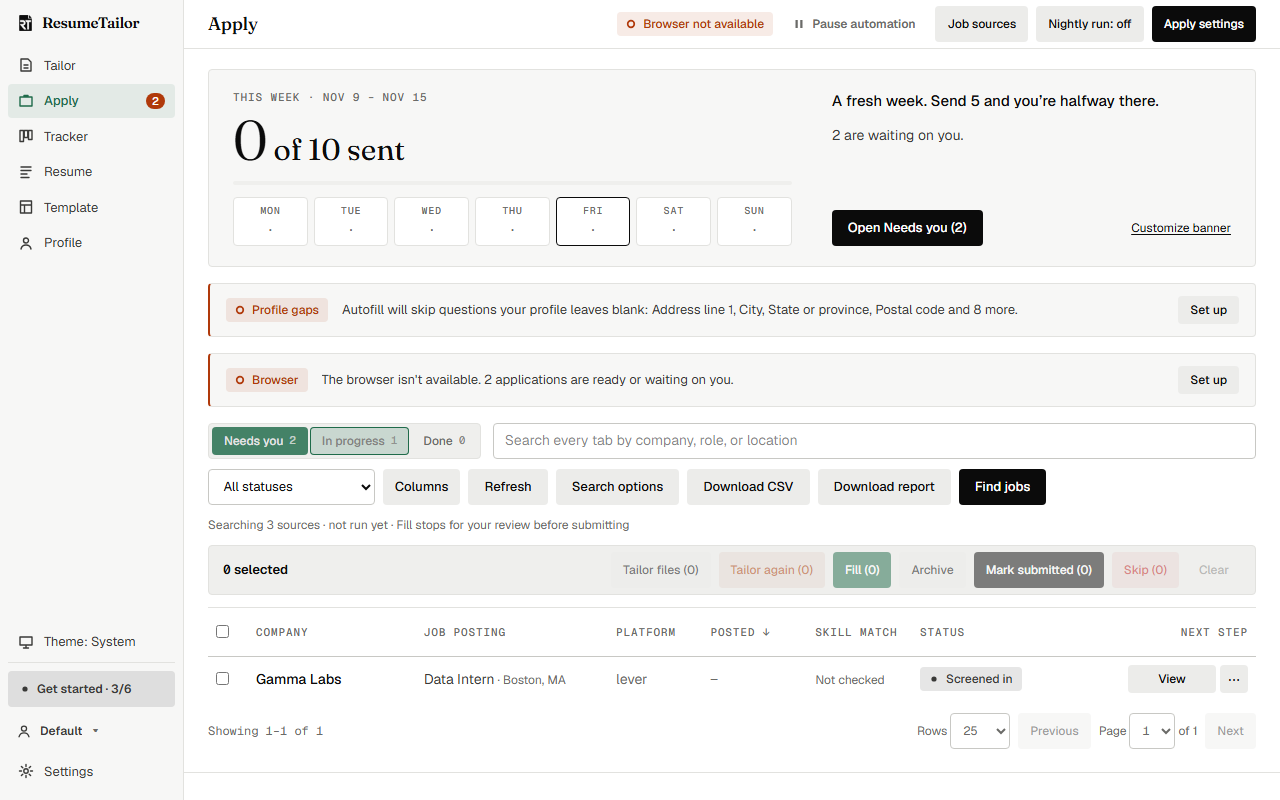 ResumeTailor
Tailor
Apply 2
Tracker
Resume
Template
Profile
Theme: System
Get started · 3/6
Default
Settings
Apply
Browser not available
Pause automation
Job sources
Nightly run: off
Apply settings
THIS WEEK · NOV 9 – NOV 15
0 of 10 sent
MON TUE WED THU FRI SAT SUN
· · · · · · ·
A fresh week. Send 5 and you’re halfway there.
2 are waiting on you.
Open Needs you (2)
Customize banner
Profile gaps Autofill will skip questions your profile leaves blank: Address line 1, City, State or province, Postal code and 8 more. Set up
Browser The browser isn't available. 2 applications are ready or waiting on you. Set up
Needs you 2 In progress 1 Done 0 Search every tab by company, role, or location
All statuses Columns Refresh Search options Download CSV Download report Find jobs
Searching 3 sources · not run yet · Fill stops for your review before submitting
0 selected Tailor files (0) Tailor again (0) Fill (0) Archive Mark submitted (0) Skip (0) Clear
COMPANY JOB POSTING PLATFORM POSTED ↓ SKILL MATCH STATUS NEXT STEP
Gamma Labs Data Intern · Boston, MA lever – Not checked Screened in View ···
Showing 1–1 of 1 Rows 25 Previous Page 1 of 1 Next